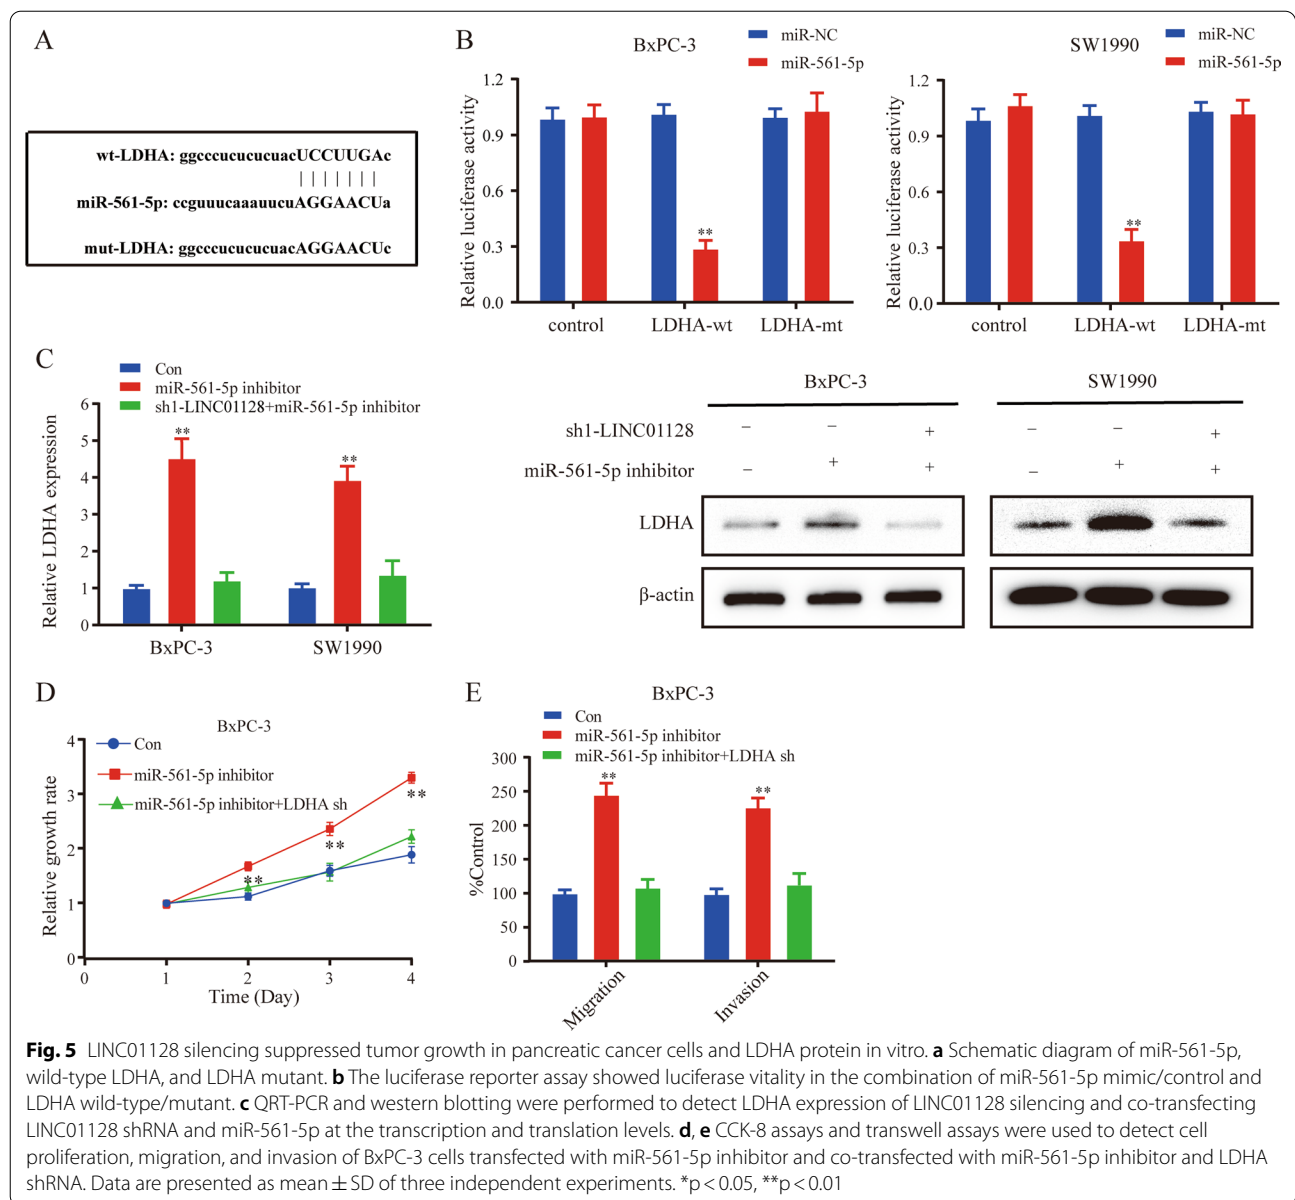 A
wt-LDHA: ggcccucucucuacUCCUUGAc
miR-561-5p: ccguuucaaauucuAGGAACUa
mut-LDHA: ggcccucucucuacAGGAACUc
B
BxPC-3
miR-NC
miR-561-5p
Relative luciferase activity
1.2
0.9
0.6
0.3
0.0
control
LDHA-wt
LDHA-mt
**
SW1990
miR-NC
miR-561-5p
Relative luciferase activity
1.2
0.9
0.6
0.3
0.0
control
LDHA-wt
LDHA-mt
**
C
Con
miR-561-5p inhibitor
sh1-LINC01128+miR-561-5p inhibitor
Relative LDHA expression
6
5
4
3
2
1
0
**
**
BxPC-3
SW1990
BxPC-3
SW1990
sh1-LINC01128 − − + − − +
miR-561-5p inhibitor − + + − + +
LDHA
β-actin
D
BxPC-3
Con
miR-561-5p inhibitor
miR-561-5p inhibitor+LDHA sh
Relative growth rate
4
3
2
1
0
**
**
**
0
1
2
3
4
Time (Day)
E
BxPC-3
Con
miR-561-5p inhibitor
miR-561-5p inhibitor+LDHA sh
%Control
300
250
200
150
100
50
0
**
**
Migration
Invasion
Fig. 5 LINC01128 silencing suppressed tumor growth in pancreatic cancer cells and LDHA protein in vitro. a Schematic diagram of miR-561-5p,
wild-type LDHA, and LDHA mutant. b The luciferase reporter assay showed luciferase vitality in the combination of miR-561-5p mimic/control and
LDHA wild-type/mutant. c QRT-PCR and western blotting were performed to detect LDHA expression of LINC01128 silencing and co-transfecting
LINC01128 shRNA and miR-561-5p at the transcription and translation levels. d, e CCK-8 assays and transwell assays were used to detect cell
proliferation, migration, and invasion of BxPC-3 cells transfected with miR-561-5p inhibitor and co-transfected with miR-561-5p inhibitor and LDHA
shRNA. Data are presented as mean ± SD of three independent experiments. *p < 0.05, **p < 0.01